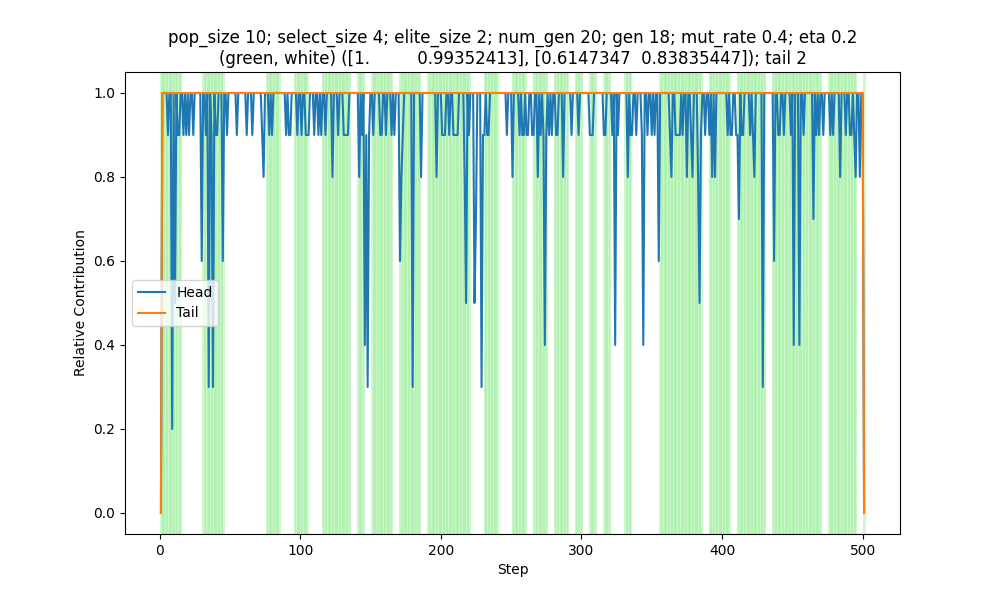 pop_size 10; select_size 4; elite_size 2; num_gen 20; gen 18; mut_rate 0.4; eta 0.2
(green, white) ([1.          0.99352413], [0.6147347  0.83835447]); tail 2
1.0
0.8
0.6
0.4
0.2
0.0
Relative Contribution
Head
Tail
0
100
200
300
400
500
Step